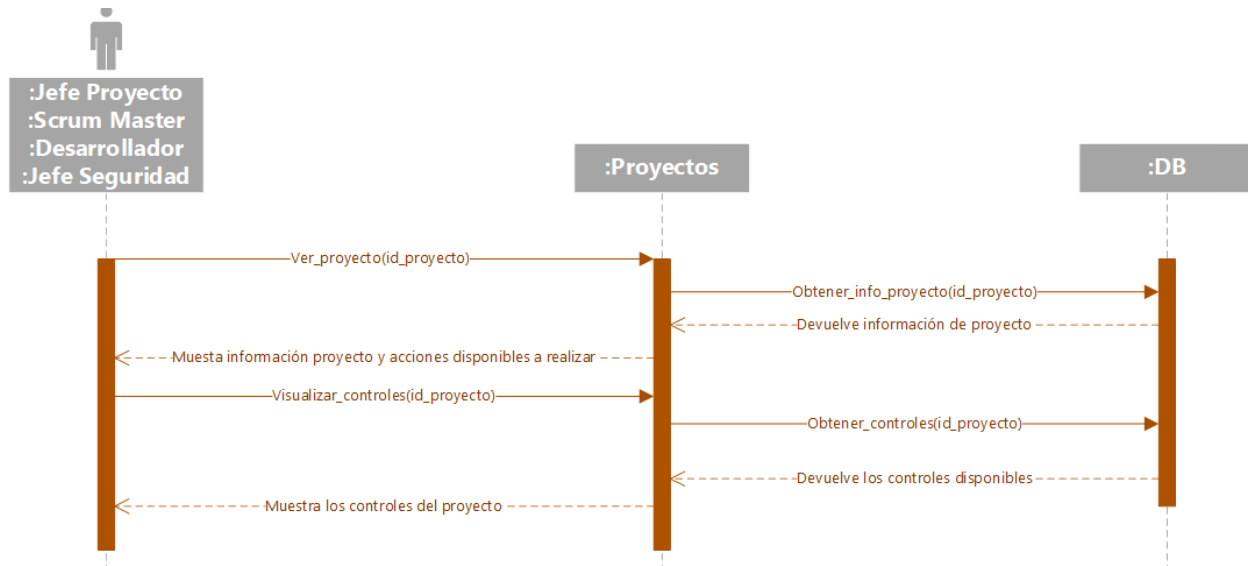 :Jefe Proyecto
:Scrum Master
:Desarrollador
:Jefe Seguridad
:Proyectos
:DB
Ver_proyecto(id_proyecto)
Obtener_info_proyecto(id_proyecto)
Devuelve información de proyecto
Muesta información proyecto y acciones disponibles a realizar
Visualizar_controles(id_proyecto)
Obtener_controles(id_proyecto)
Devuelve los controles disponibles
Muestra los controles del proyecto